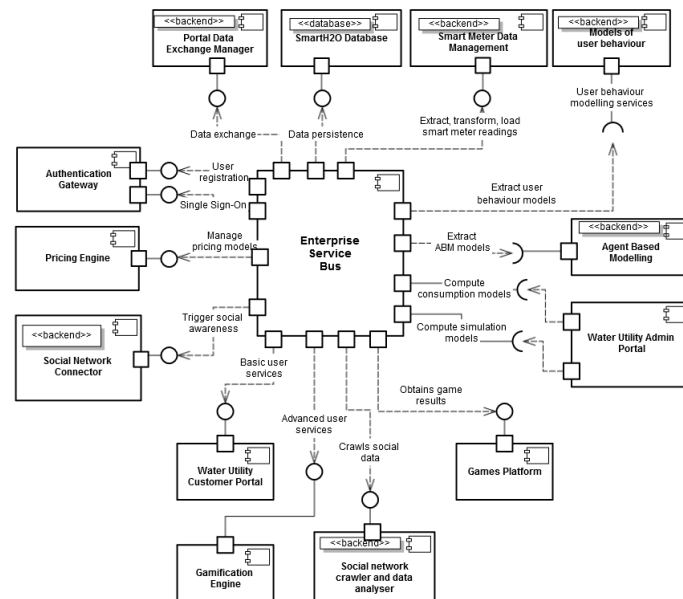 <<backend>>
Portal Data
Exchange Manager
<<database>>
SmartH2O Database
<<backend>>
Smart Meter Data
Management
<<backend>>
Models of
user behaviour
User behaviour
modelling services
Extract, transform, load
smart meter readings
Data exchange
Data persistence
Authentication
Gateway
User
registration
Single Sign-On
Extract user
behaviour models
Enterprise
Service
Bus
Manage
pricing models
Pricing Engine
Extract
ABM models
<<backend>>
Agent Based
Modelling
Compute
consumption models
Trigger social
awareness
<<backend>>
Social Network
Connector
Compute simulation
models
Water Utility Admin
Portal
Basic user
services
Obtains game
results
Advanced user
services
Crawls social
data
Water Utility
Customer Portal
Games Platform
Gamification
Engine
<<backend>>
Social network
crawler and data
analyser